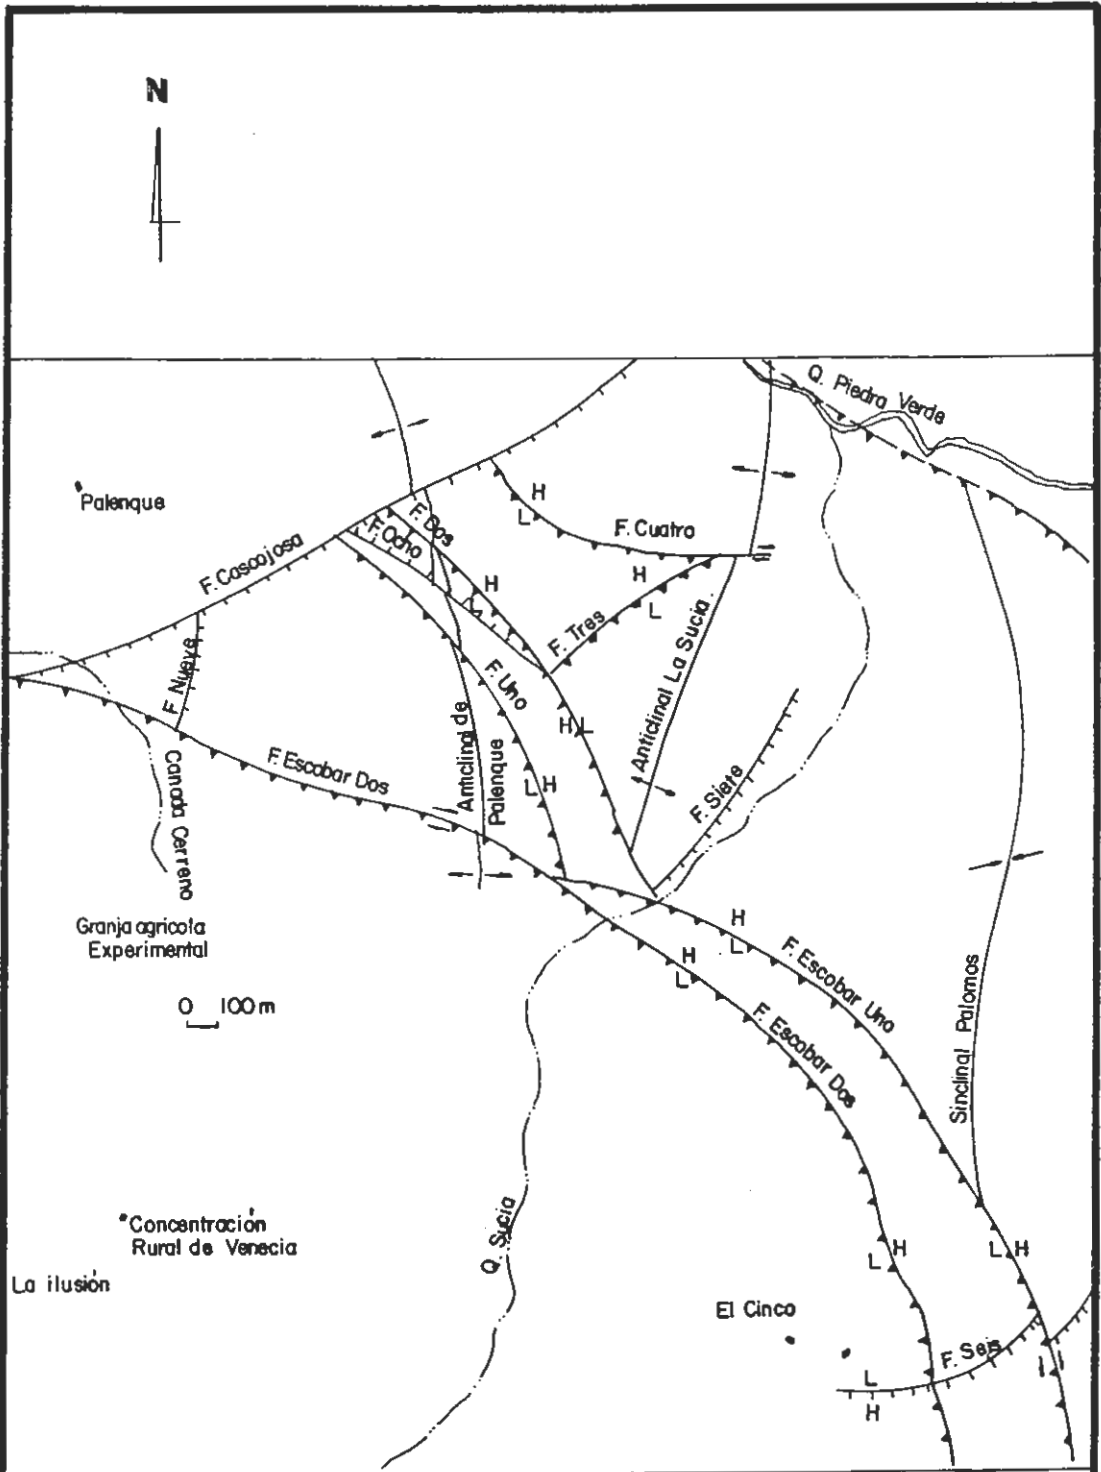 N
Q. Piedra Verde
Palenque
F. Dos
F. Ocho
H
L
F. Cuatro
F. Cascajosa
H
H
L
L
F. Tres
F. Nueve
F. Uno
Anticlinal La Sucia
H L
Anticlinal de
Palenque
F. Escobar Dos
L H
F. Siete
Canada Cerreno
Granja agricola
Experimental
H
L
F. Escobar Uno
H
L
0 100 m
F. Escobar Dos
Sinclinal Palomos
Concentración
Rural de Venecia
Q. Sucia
La ilusión
H
L
L H
El Cinco
F. Seis
L
H